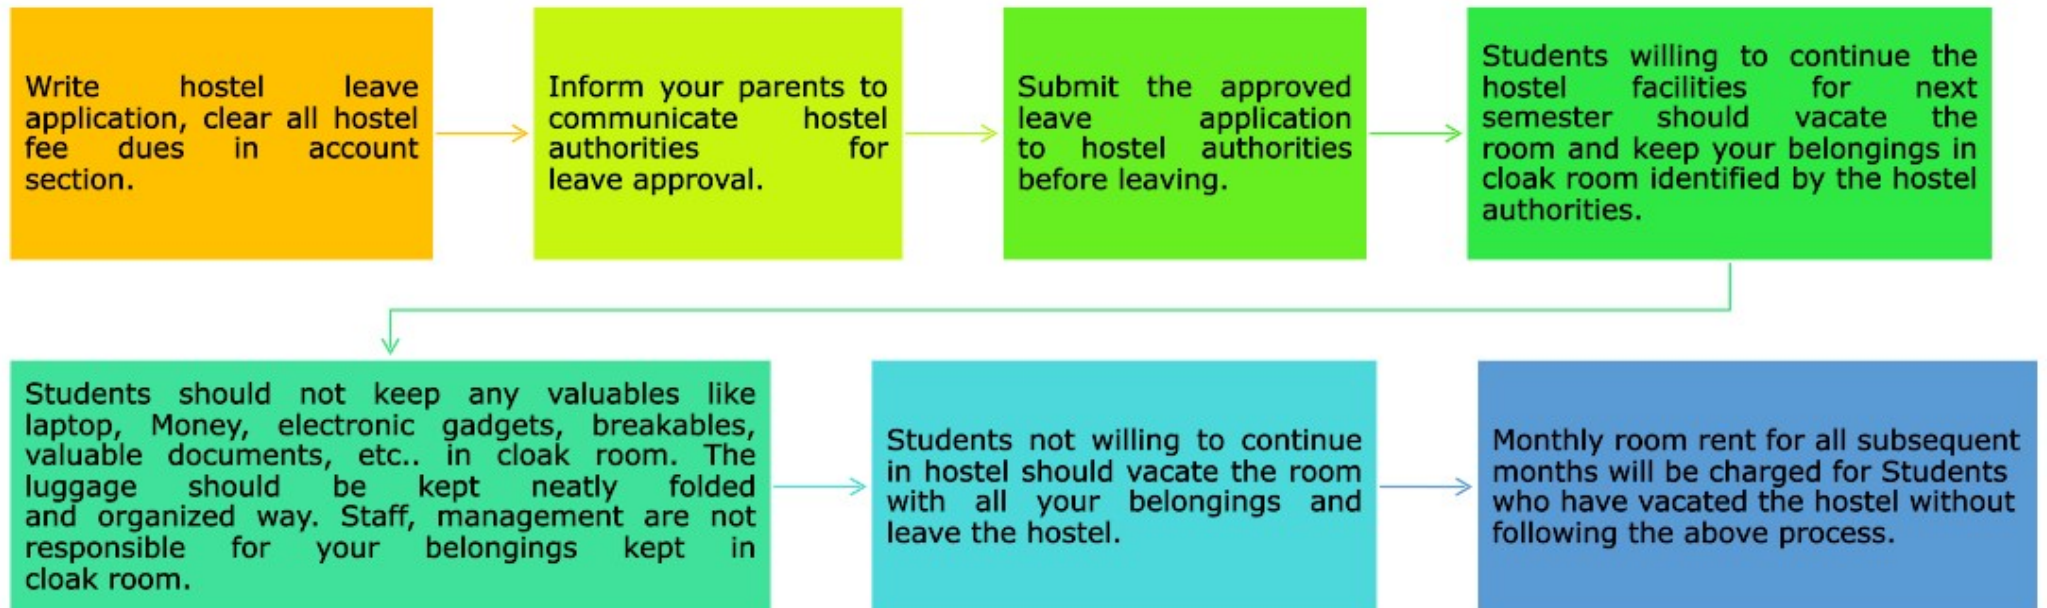 Write hostel leave
application, clear all hostel
fee dues in account
section.
Inform your parents to
communicate hostel
authorities for
leave approval.
Submit the approved
leave application
to hostel authorities
before leaving.
Students willing to continue the
hostel facilities for next
semester should vacate the
room and keep your belongings in
cloak room identified by the hostel
authorities.
Students should not keep any valuables like
laptop, Money, electronic gadgets, breakables,
valuable documents, etc.. in cloak room. The
luggage should be kept neatly folded
and organized way. Staff, management are not
responsible for your belongings kept in
cloak room.
Students not willing to continue
in hostel should vacate the room
with all your belongings and
leave the hostel.
Monthly room rent for all subsequent
months will be charged for Students
who have vacated the hostel without
following the above process.